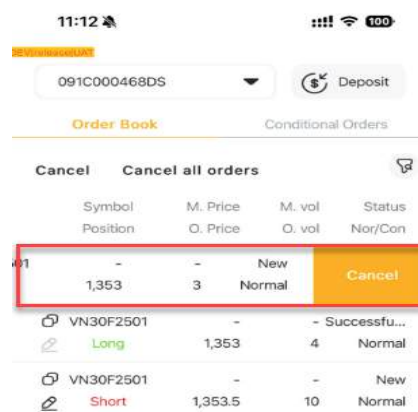 11:12
100
DEV|release|UAT
091C000468DS
$ Deposit
Order Book Conditional Orders
Cancel Cancel all orders
Symbol M. Price M. vol Status
Position O. Price O. vol Nor/Con
01 - - New
1,353 3 Normal
Cancel
VN30F2501 - - Successfu...
Long 1,353 4 Normal
VN30F2501 - - New
Short 1,353.5 10 Normal